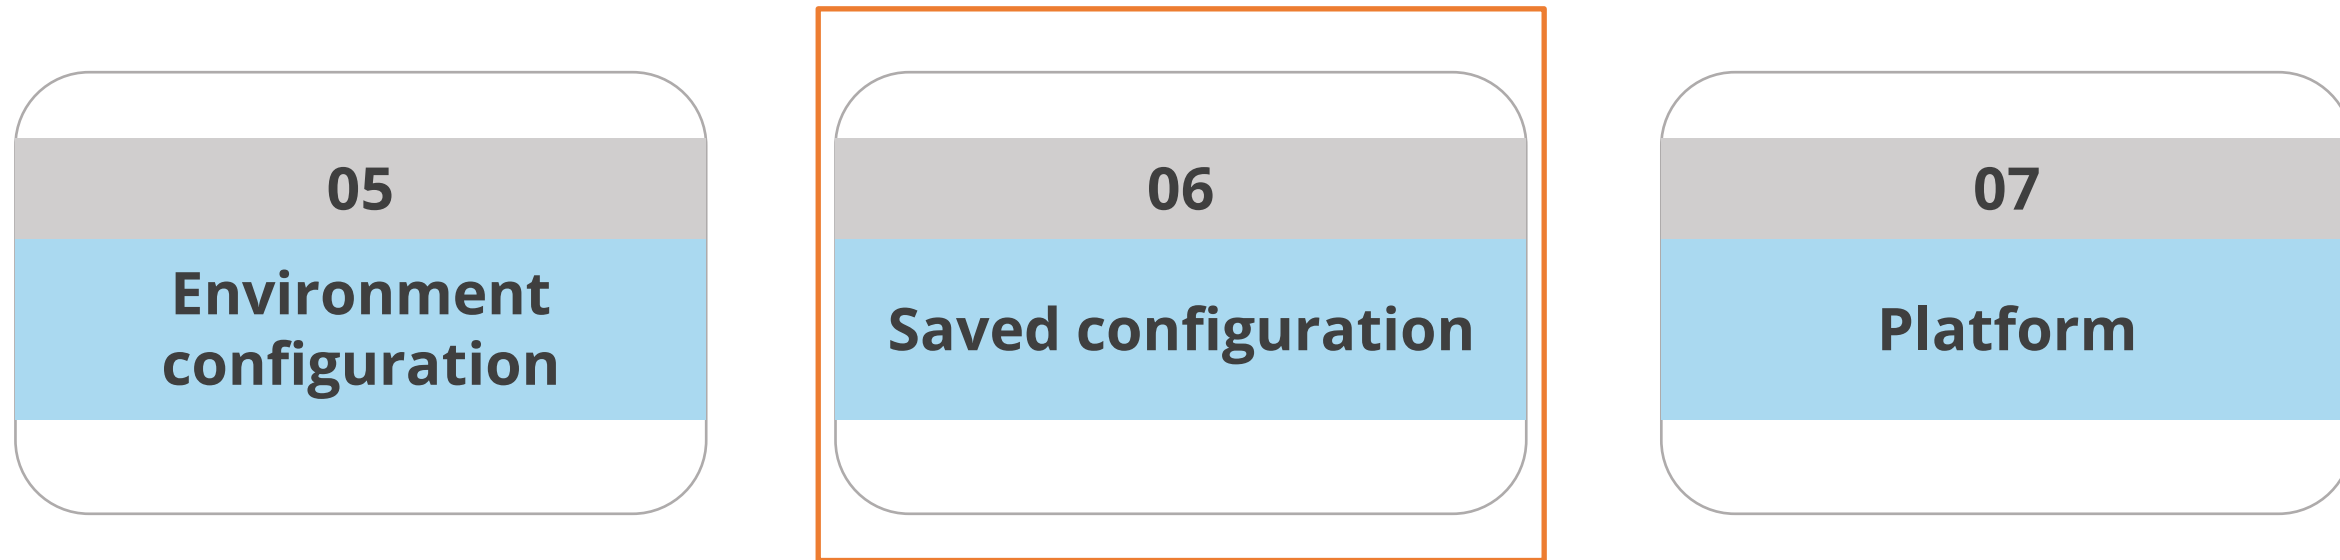 05
Environment
configuration
06
Saved configuration
07
Platform